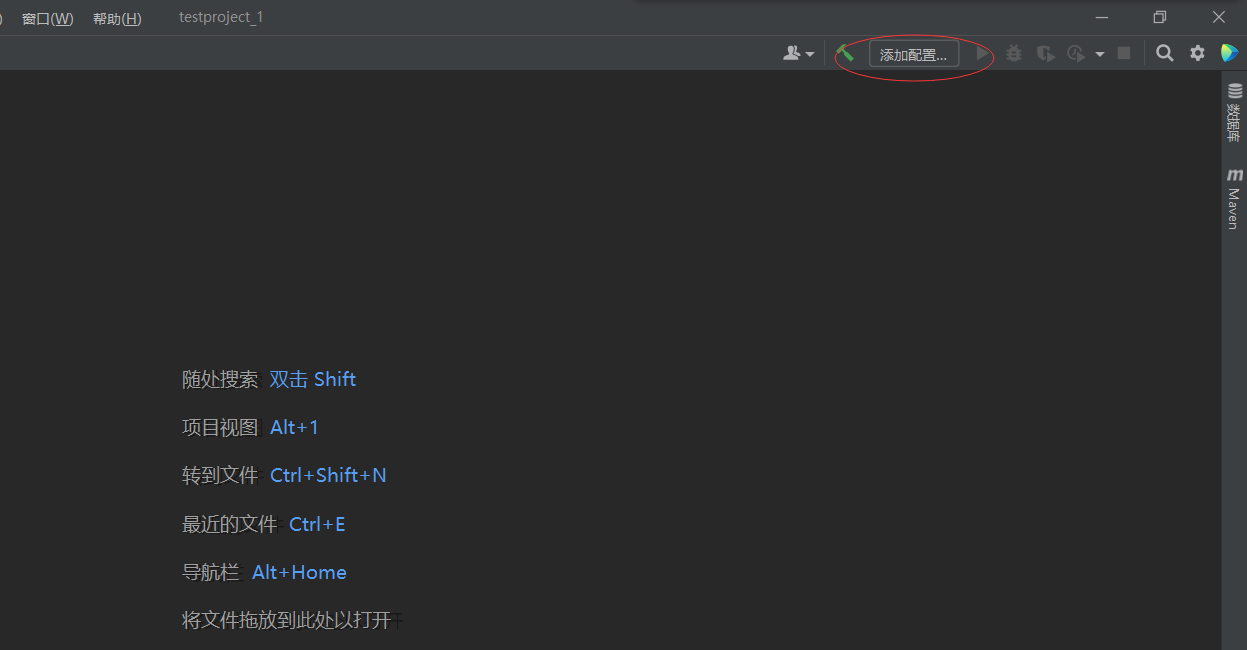 ) 窗口(W) 帮助(H) testproject_1
添加配置...
数据库
m Maven
随处搜索 双击 Shift
项目视图 Alt+1
转到文件 Ctrl+Shift+N
最近的文件 Ctrl+E
导航栏 Alt+Home
将文件拖放到此处以打开